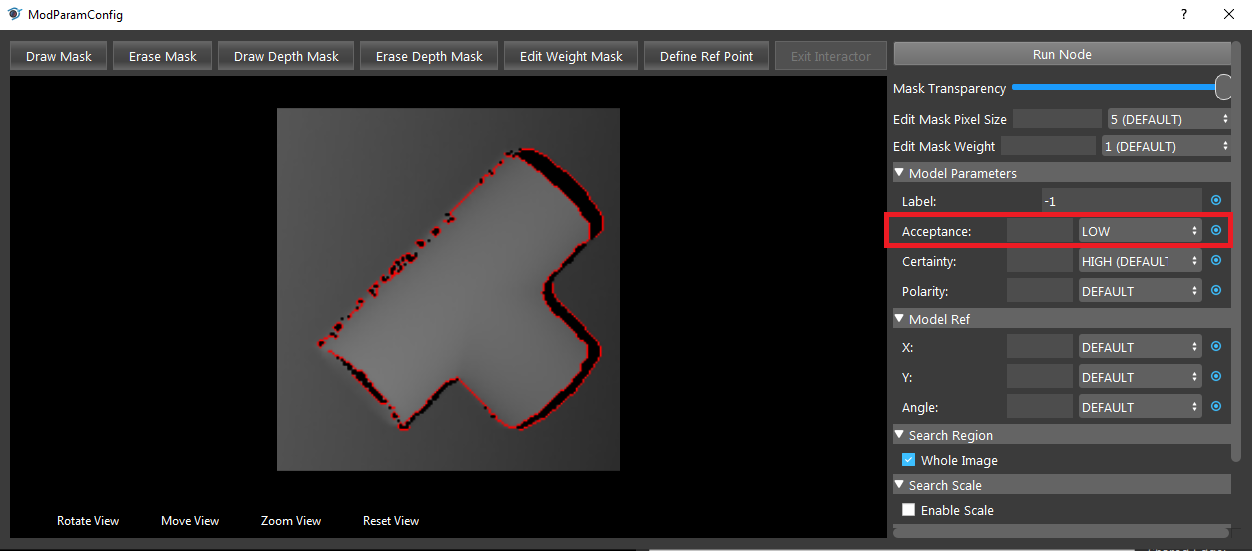 ModParamConfig
?
Draw Mask Erase Mask Draw Depth Mask Erase Depth Mask Edit Weight Mask Define Ref Point Exit Interactor
Run Node
Mask Transparency
Edit Mask Pixel Size 5 (DEFAULT)
Edit Mask Weight 1 (DEFAULT)
Model Parameters
Label: -1
Acceptance: LOW
Certainty: HIGH (DEFAULT
Polarity: DEFAULT
Model Ref
X: DEFAULT
Y: DEFAULT
Angle: DEFAULT
Search Region
Whole Image
Search Scale
Enable Scale
Rotate View Move View Zoom View Reset View